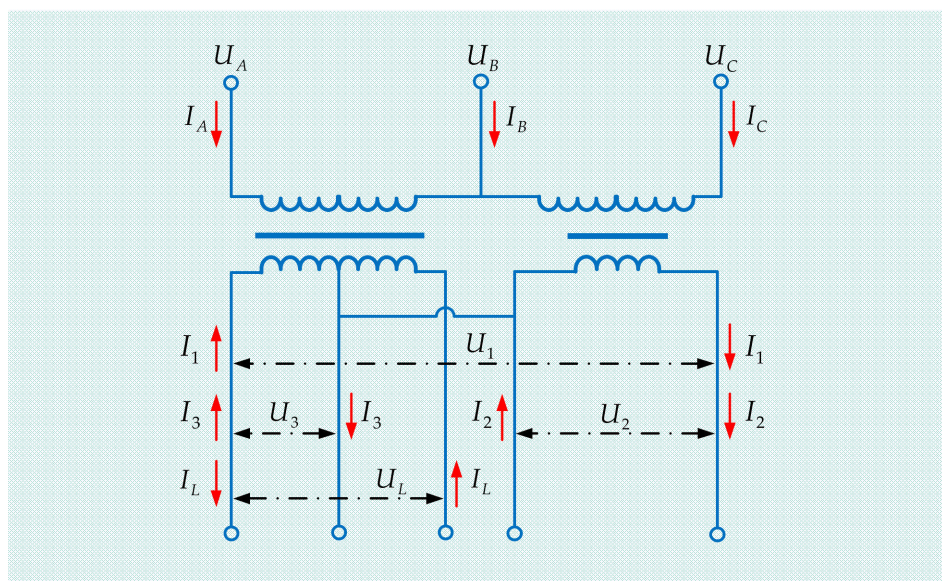 U_A U_B U_C
I_A I_B I_C
I_1 U_1 I_1
I_3 U_3 I_3 I_2 U_2 I_2
I_L U_L I_L